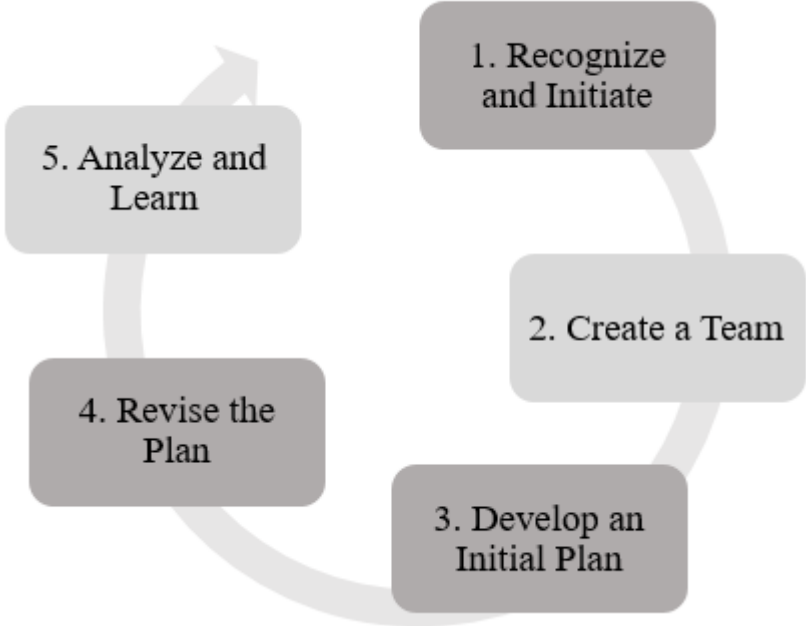 1. Recognize
and Initiate
2. Create a Team
3. Develop an
Initial Plan
4. Revise the
Plan
5. Analyze and
Learn